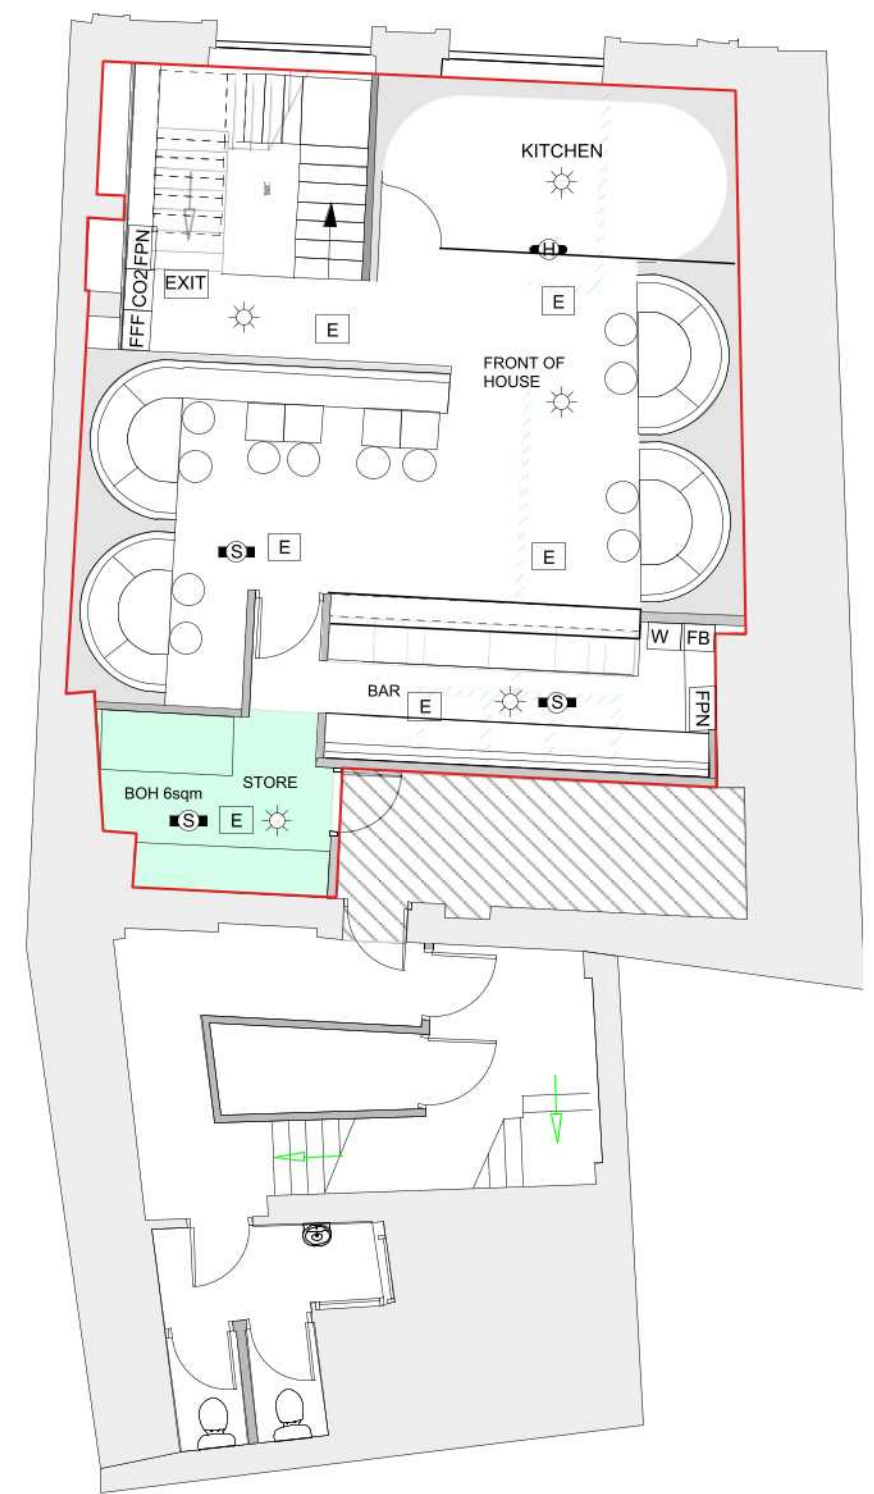 KITCHEN
H
FPN
CO2
FFF
EXIT
E
E
FRONT OF
HOUSE
S
E
E
W
FB
FPN
BAR
E
S
STORE
BOH 6sqm
S
E